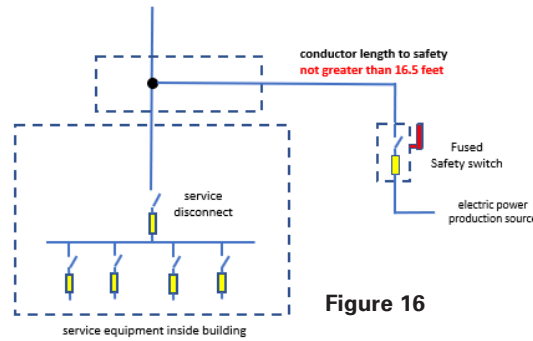 conductor length to safety
not greater than 16.5 feet
Fused
Safety switch
service
disconnect
electric power
production source
Figure 16
service equipment inside building